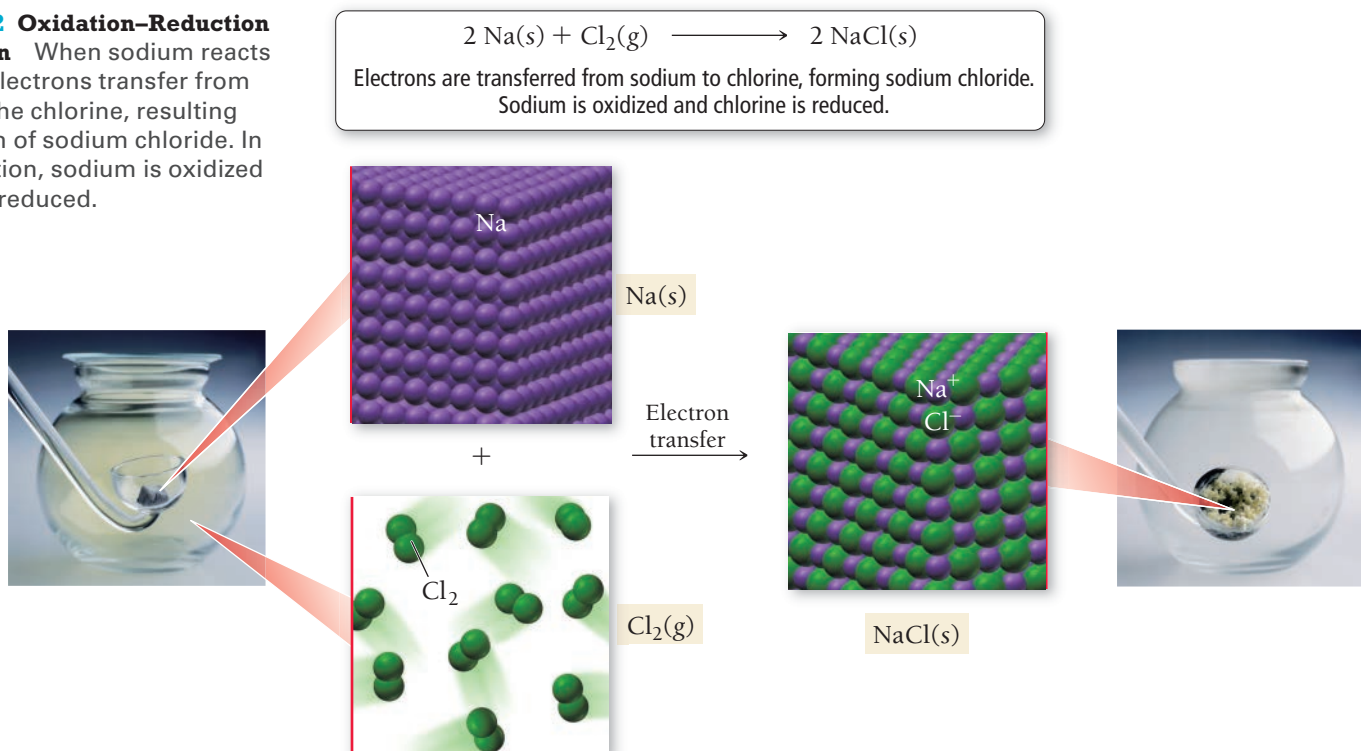 2 Oxidation–Reduction
n When sodium reacts
lectrons transfer from
he chlorine, resulting
n of sodium chloride. In
tion, sodium is oxidized
reduced.
2 Na(s) + Cl₂(g) ⟶ 2 NaCl(s)
Electrons are transferred from sodium to chlorine, forming sodium chloride.
Sodium is oxidized and chlorine is reduced.
Na
Na(s)
+
Cl₂
Cl₂(g)
Electron
transfer
Na⁺
Cl⁻
NaCl(s)